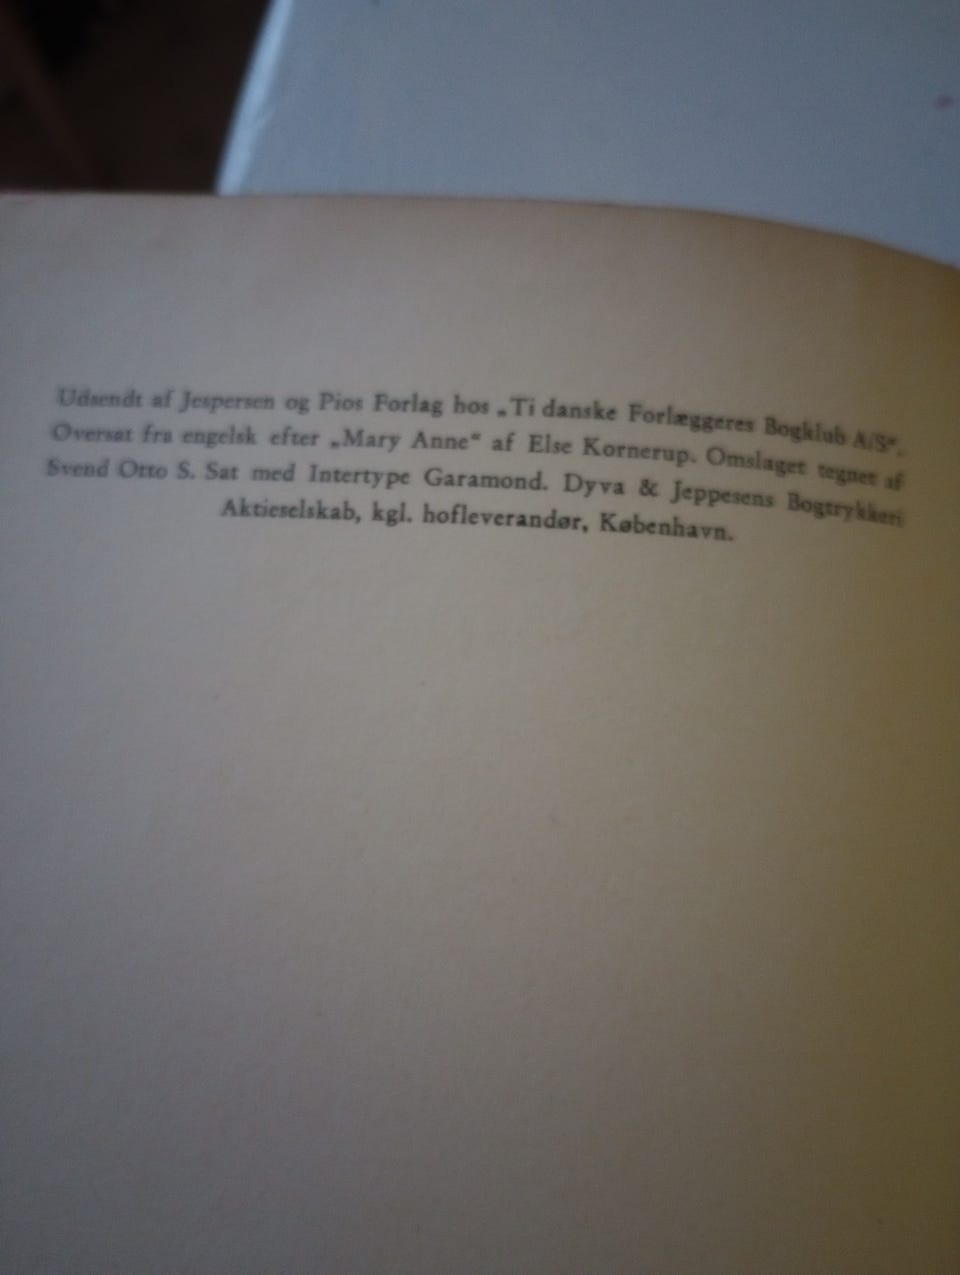 Udsendt af Jespersen og Pios Forlag hos „Ti danske Forlæggeres Bogklub A/S“.
Oversat fra engelsk efter „Mary Anne“ af Else Kornerup. Omslaget tegnet af
Svend Otto S. Sat med Intertype Garamond. Dyva & Jeppesens Bogtrykkeri
Aktieselskab, kgl. hofleverandør, København.